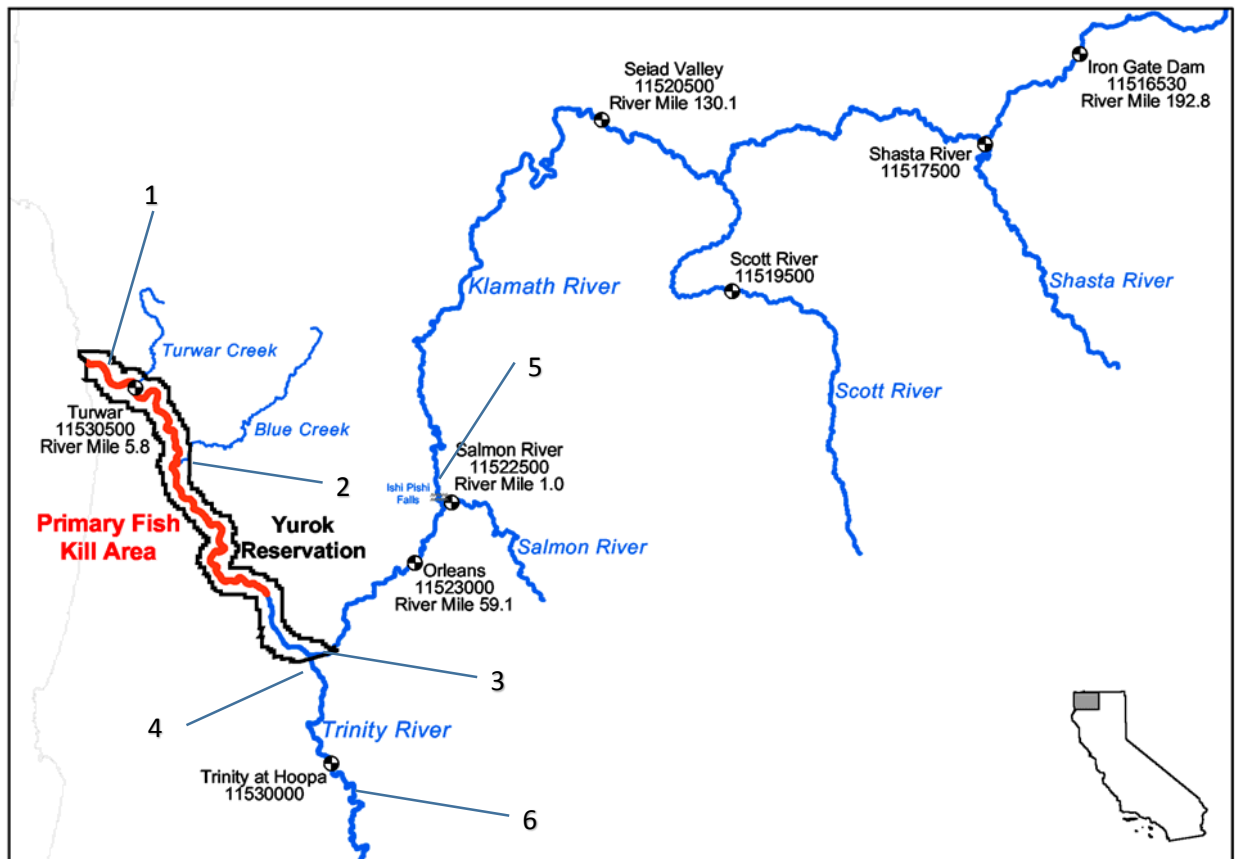 Iron Gate Dam
11516530
River Mile 192.8
Seiad Valley
11520500
River Mile 130.1
Shasta River
11517500
1
Scott River
11519500
Klamath River
Shasta River
Turwar Creek
5
Scott River
Turwar
11530500
River Mile 5.8
Blue Creek
Salmon River
11522500
River Mile 1.0
Ishi Pishi
Falls
2
Primary Fish
Kill Area
Yurok
Reservation
Salmon River
Orleans
11523000
River Mile 59.1
3
4
Trinity River
Trinity at Hoopa
11530000
6